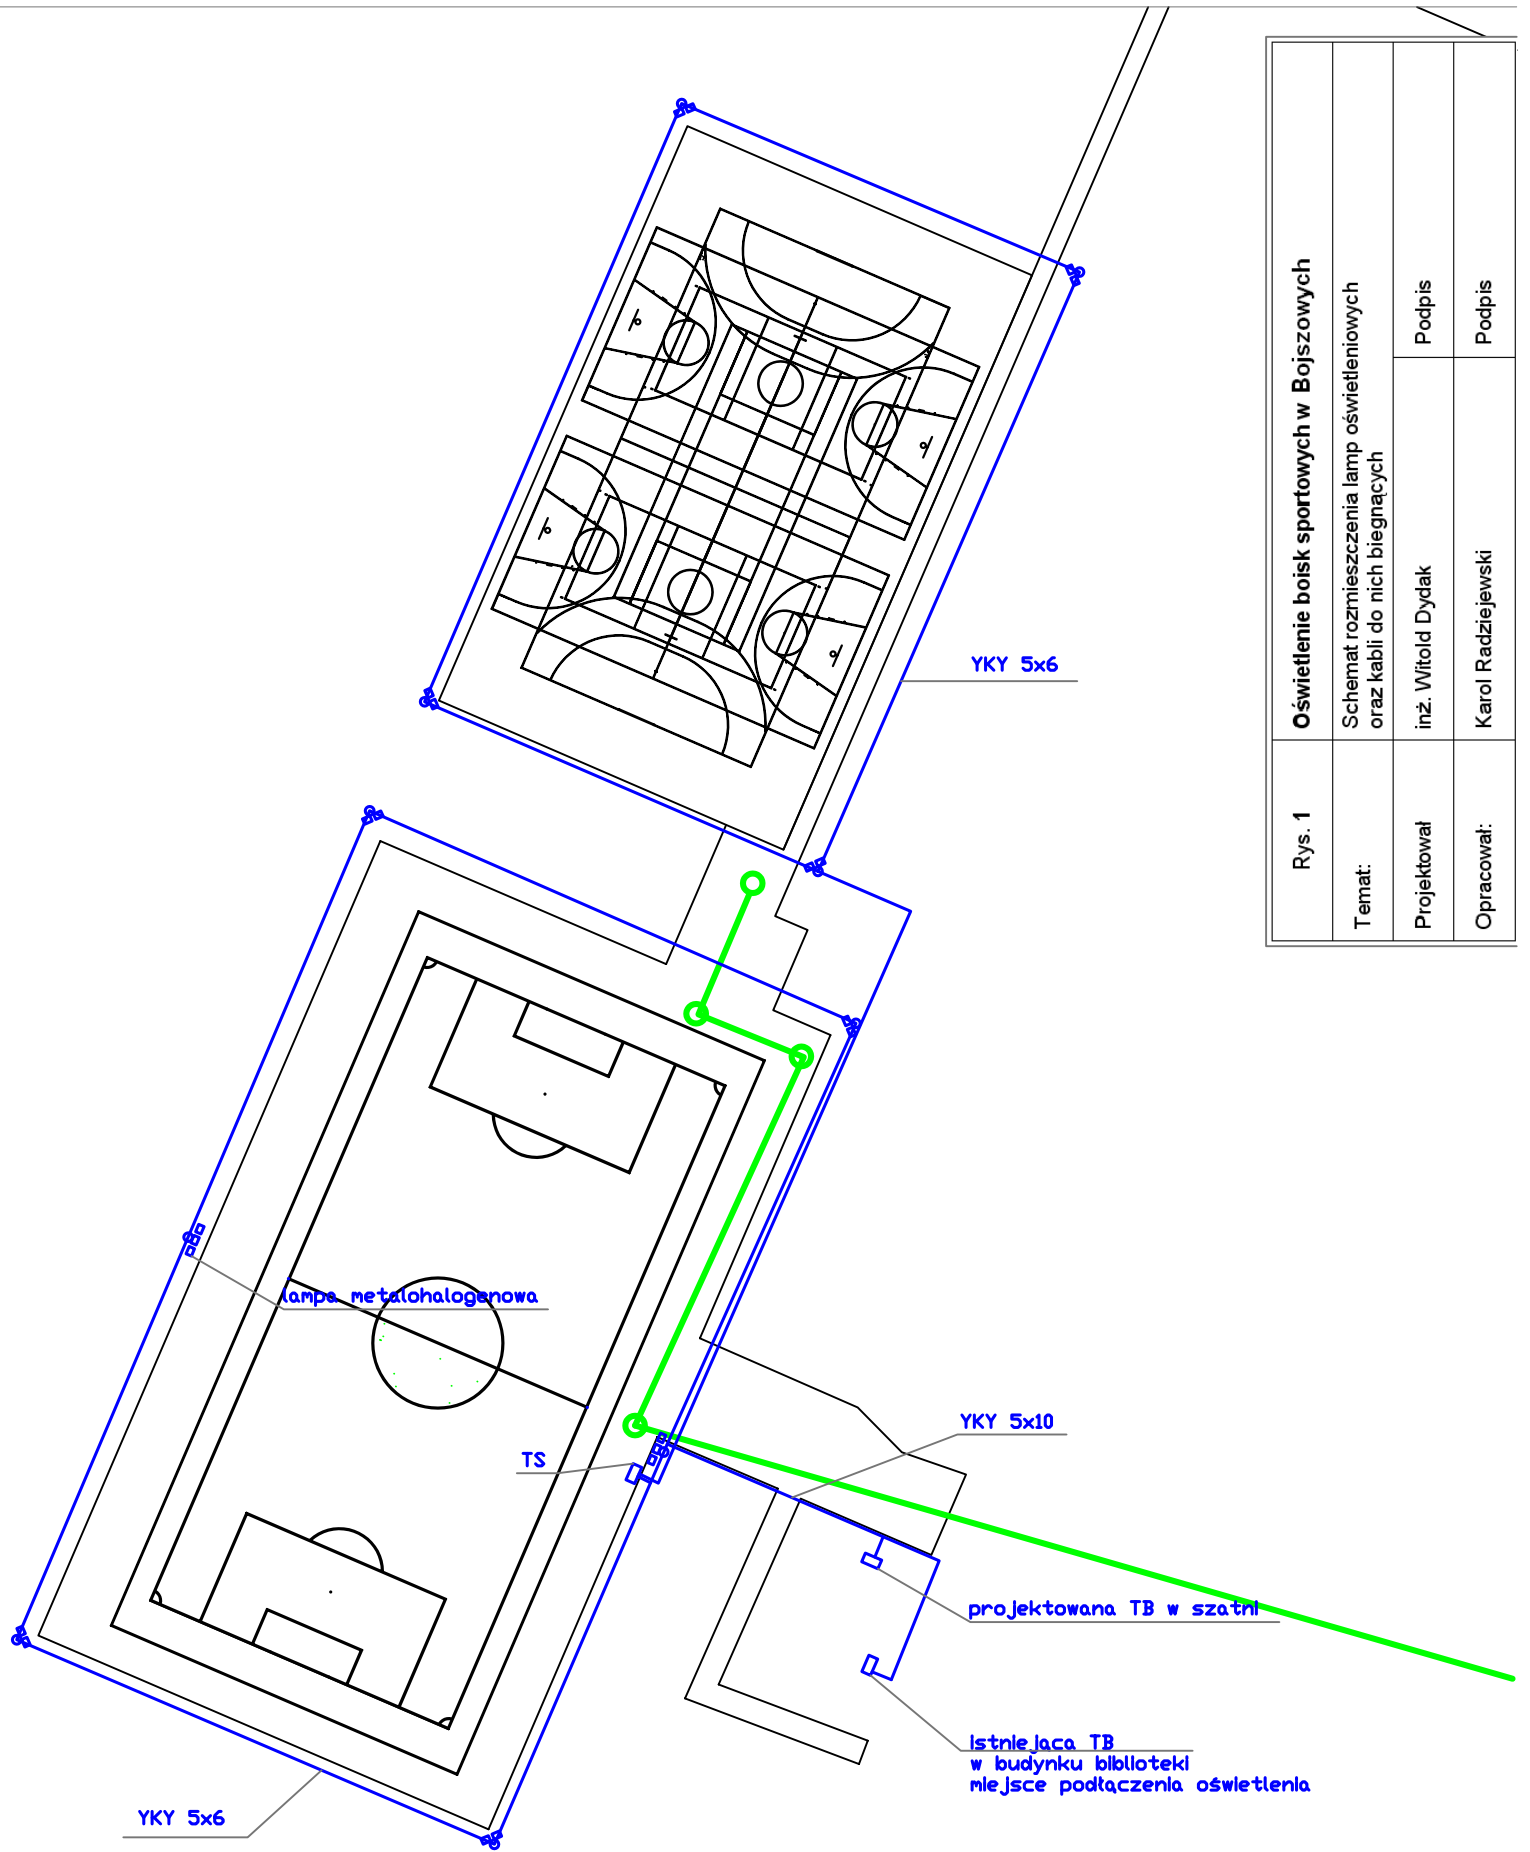 Rys. 1
Oświetlenie boisk sportowych w Bojszowych
Temat:
Schemat rozmieszczenia lamp oświetleniowych
oraz kabli do nich biegnących
Projektował
inż. Witold Dydak
Podpis
Opracował:
Karol Radziejewski
Podpis
YKY 5x6
lampa metalohalogenowa
YKY 5x10
TS
projektowana TB w szatni
istniejaca TB
w budynku biblioteki
miejsce podłączenia oświetlenia
YKY 5x6